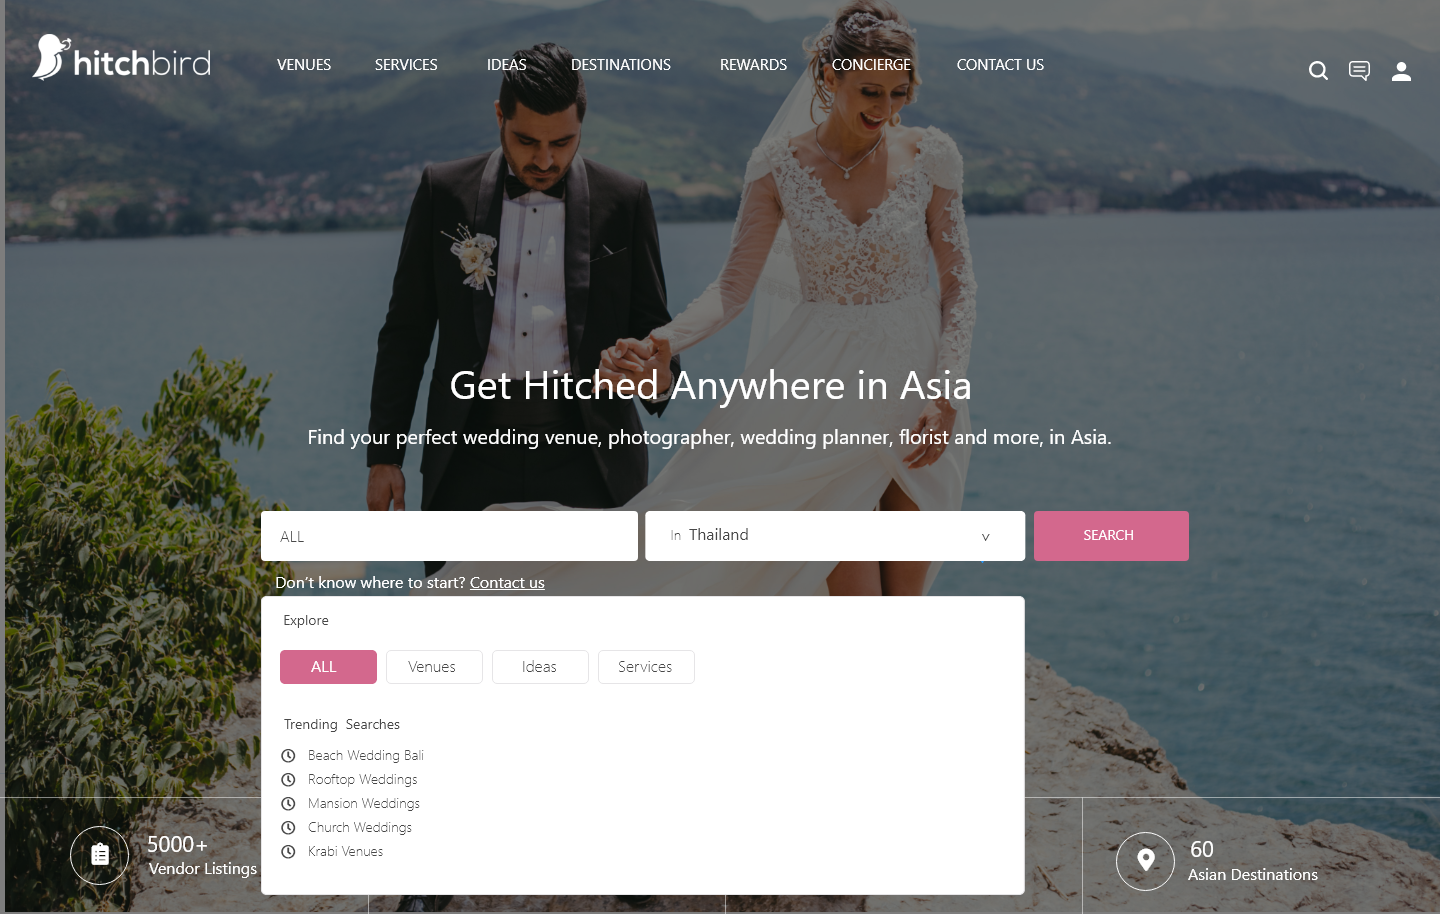 hitchbird
VENUES SERVICES IDEAS DESTINATIONS REWARDS CONCIERGE CONTACT US
Get Hitched Anywhere in Asia
Find your perfect wedding venue, photographer, wedding planner, florist and more, in Asia.
ALL
In Thailand
SEARCH
Don't know where to start? Contact us
Explore
ALL Venues Ideas Services
Trending Searches
Beach Wedding Bali
Rooftop Weddings
Mansion Weddings
Church Weddings
Krabi Venues
5000+
Vendor Listings
60
Asian Destinations